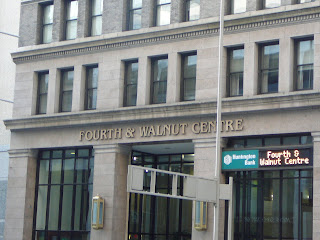 FOURTH & WALNUT CENTRE
Huntington
Bank
Fourth &
Walnut Centre